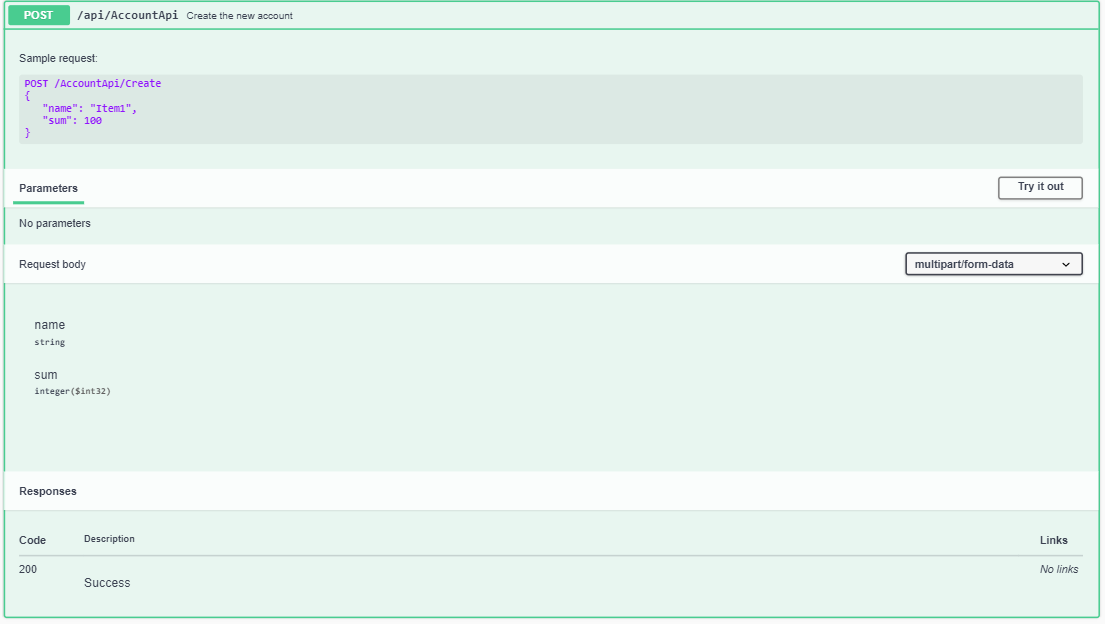 POST /api/AccountApi Create the new account
Sample request:
POST /AccountApi/Create
{
"name": "Item1",
"sum": 100
}
Parameters
Try it out
No parameters
Request body
multipart/form-data
name
string
sum
integer($int32)
Responses
Code Description Links
200 No links
Success